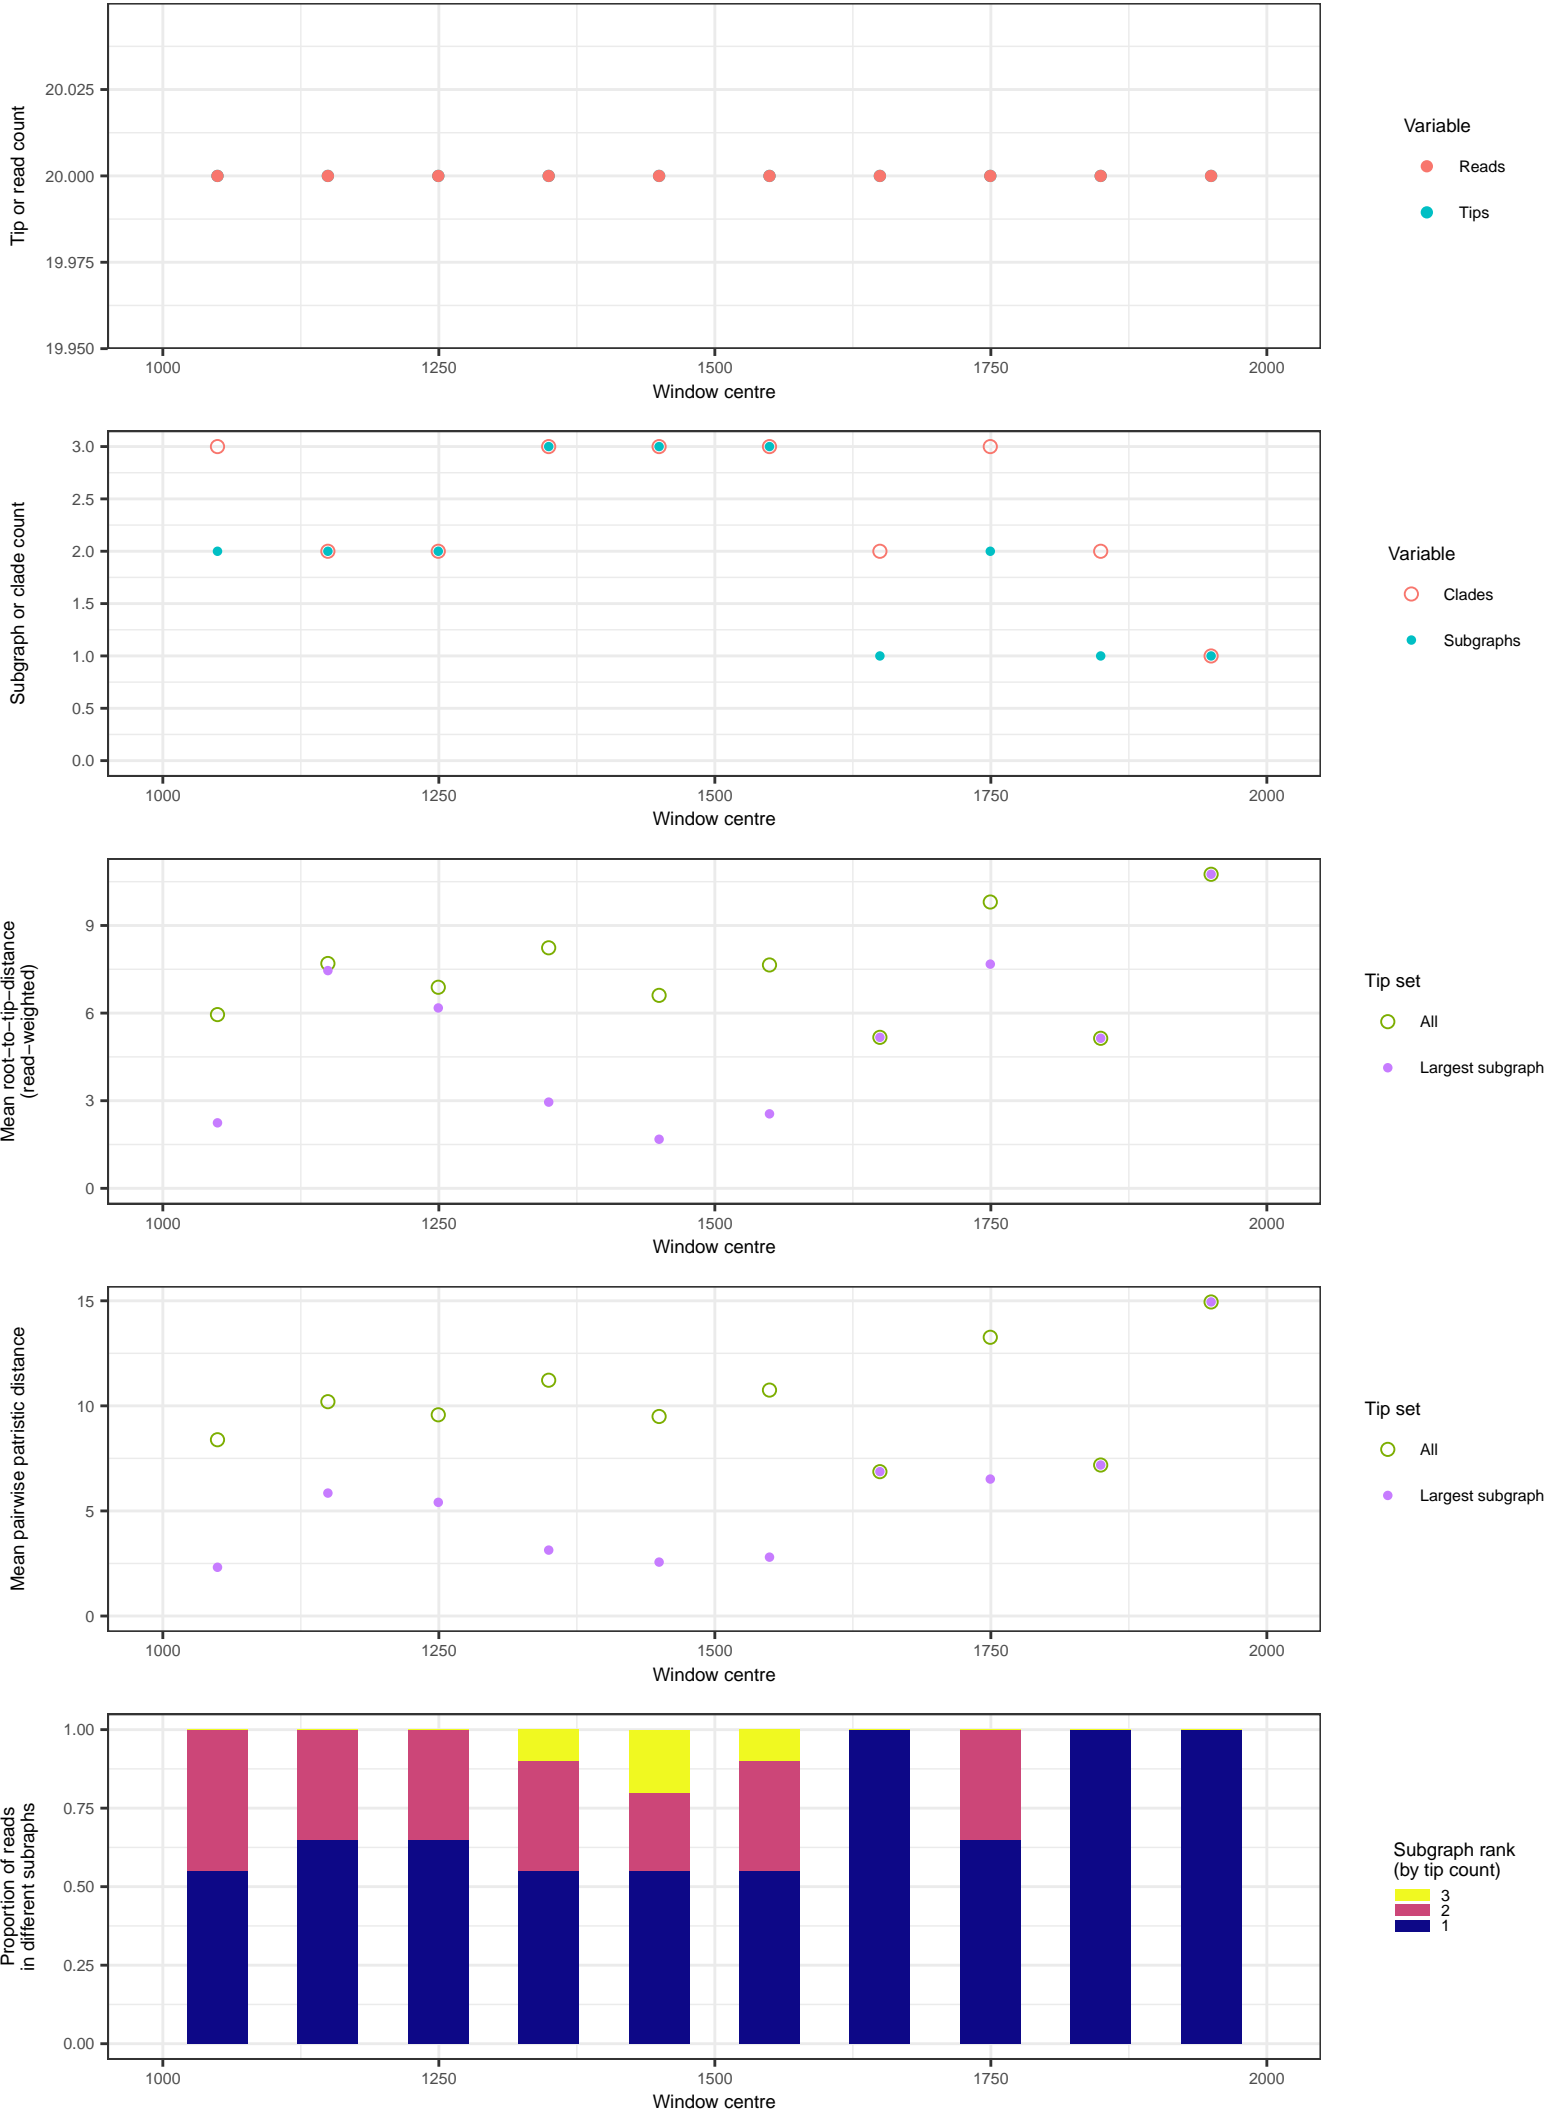 Tip or read count
20.025
20.000
19.975
19.950
1000 1250 1500 1750 2000
Window centre
Variable
Reads
Tips
Subgraph or clade count
3.0
2.5
2.0
1.5
1.0
0.5
0.0
1000 1250 1500 1750 2000
Window centre
Variable
Clades
Subgraphs
Mean root−to−tip−distance
(read−weighted)
9
6
3
0
1000 1250 1500 1750 2000
Window centre
Tip set
All
Largest subgraph
Mean pairwise patristic distance
15
10
5
0
1000 1250 1500 1750 2000
Window centre
Tip set
All
Largest subgraph
Proportion of reads
in different subraphs
1.00
0.75
0.50
0.25
0.00
1000 1250 1500 1750 2000
Window centre
Subgraph rank
(by tip count)
3
2
1